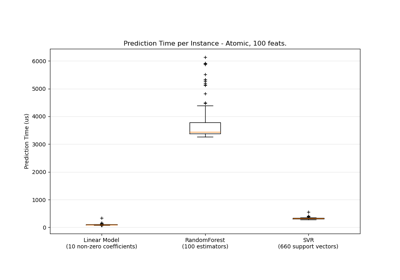 Prediction Time per Instance - Atomic, 100 feats.
Prediction Time (us)
6000
5000
4000
3000
2000
1000
0
Linear Model
(10 non-zero coefficients)
RandomForest
(100 estimators)
SVR
(660 support vectors)